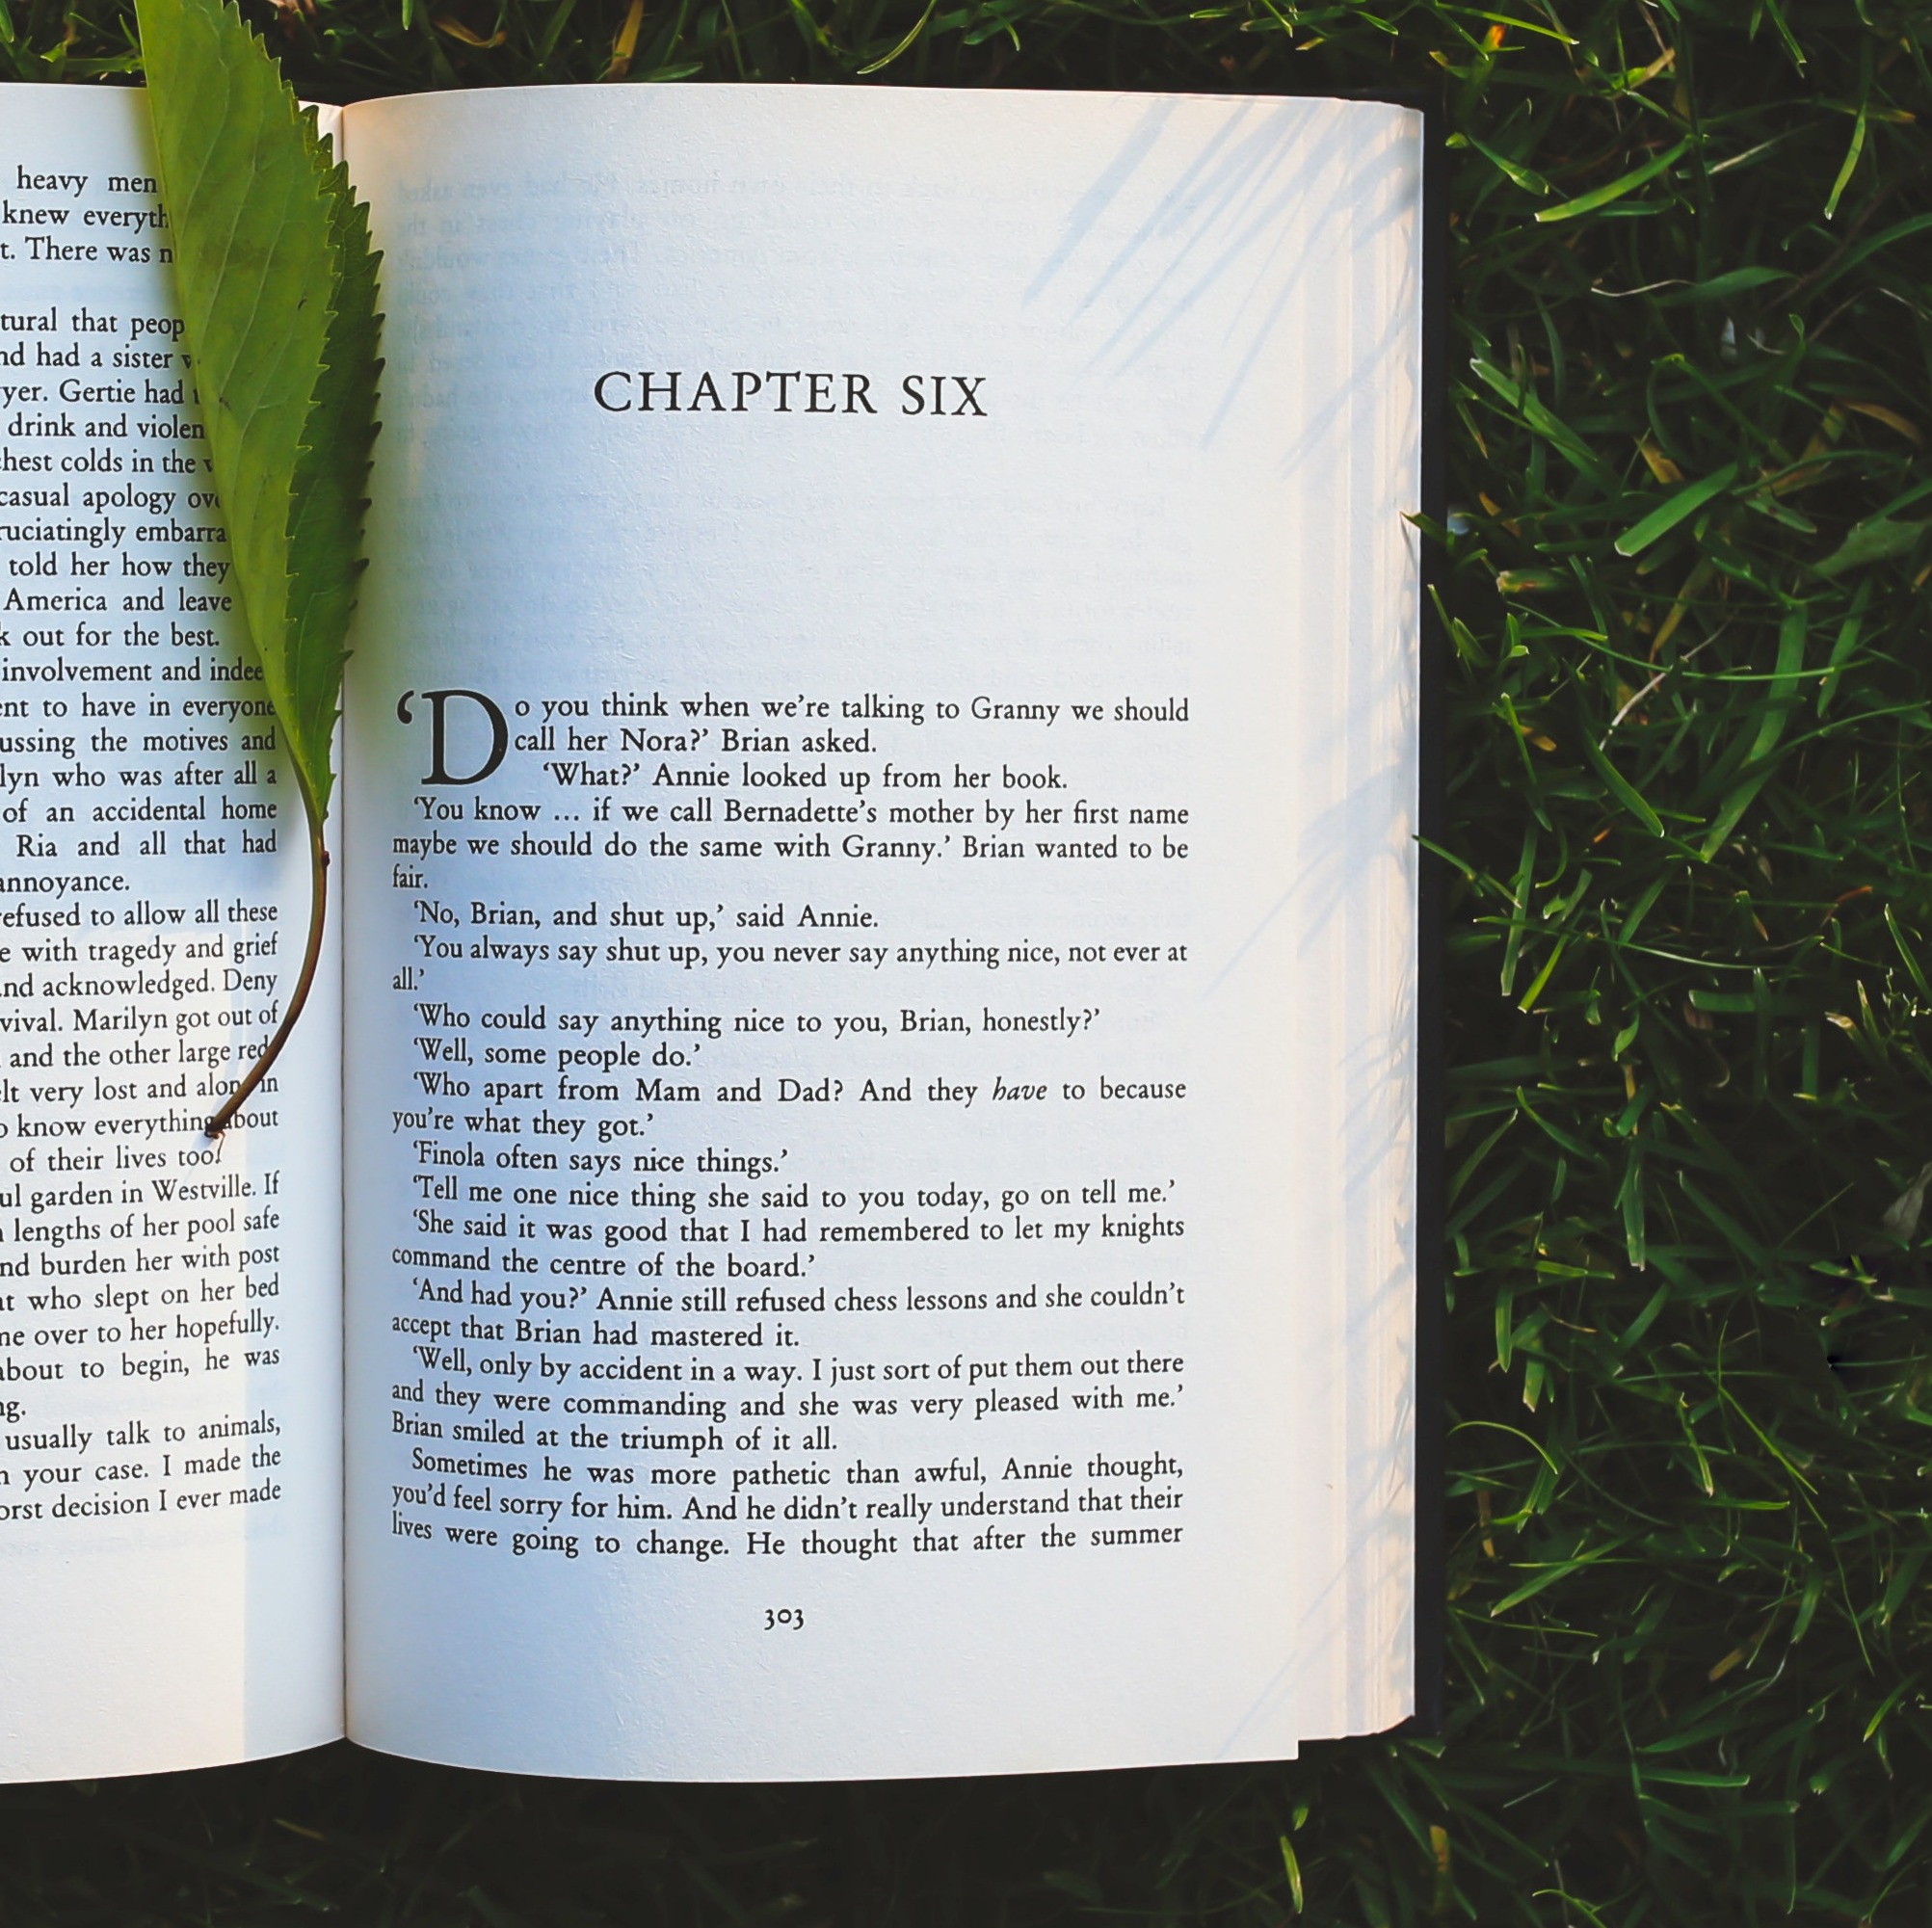 heavy men
knew
There was
tural that
had a sister
Gertie had
drink and
colds in the
casual apology
embarra
told her how they
America and leave
out for the best.
involvement and
to have in everyone
ussing the motives and
lyn who was after all a
of an accidental home
Ria and all that had
annoyance.
refused to allow all these
with tragedy and grief
acknowledged. Deny
vival. Marilyn got out of
and the other large red
very lost and in
know everything about
of their lives too!
garden in Westville. If
lengths of her pool safe
burden her with post
who slept on her bed
over to her hopefully.
about to begin, he was
usually talk to animals,
your case. I made the
decision I ever made
CHAPTER SIX
‘Do you think when we’re talking to Granny we should
call her Nora?’ Brian asked.
‘What?’ Annie looked up from her book.
‘You know ... if we call Bernadette’s mother by her first name
maybe we should do the same with Granny.’ Brian wanted to be
fair.
‘No, Brian, and shut up,’ said Annie.
‘You always say shut up, you never say anything nice, not ever at
all.’
‘Who could say anything nice to you, Brian, honestly?’
‘Well, some people do.’
‘Who apart from Mam and Dad? And they have to because
you’re what they got.’
‘Finola often says nice things.’
‘Tell me one nice thing she said to you today, go on tell me.’
‘She said it was good that I had remembered to let my knights
command the centre of the board.’
‘And had you?’ Annie still refused chess lessons and she couldn’t
accept that Brian had mastered it.
‘Well, only by accident in a way. I just sort of put them out there
and they were commanding and she was very pleased with me.’
Brian smiled at the triumph of it all.
Sometimes he was more pathetic than awful, Annie thought,
you’d feel sorry for him. And he didn’t really understand that their
lives were going to change. He thought that after the summer
303